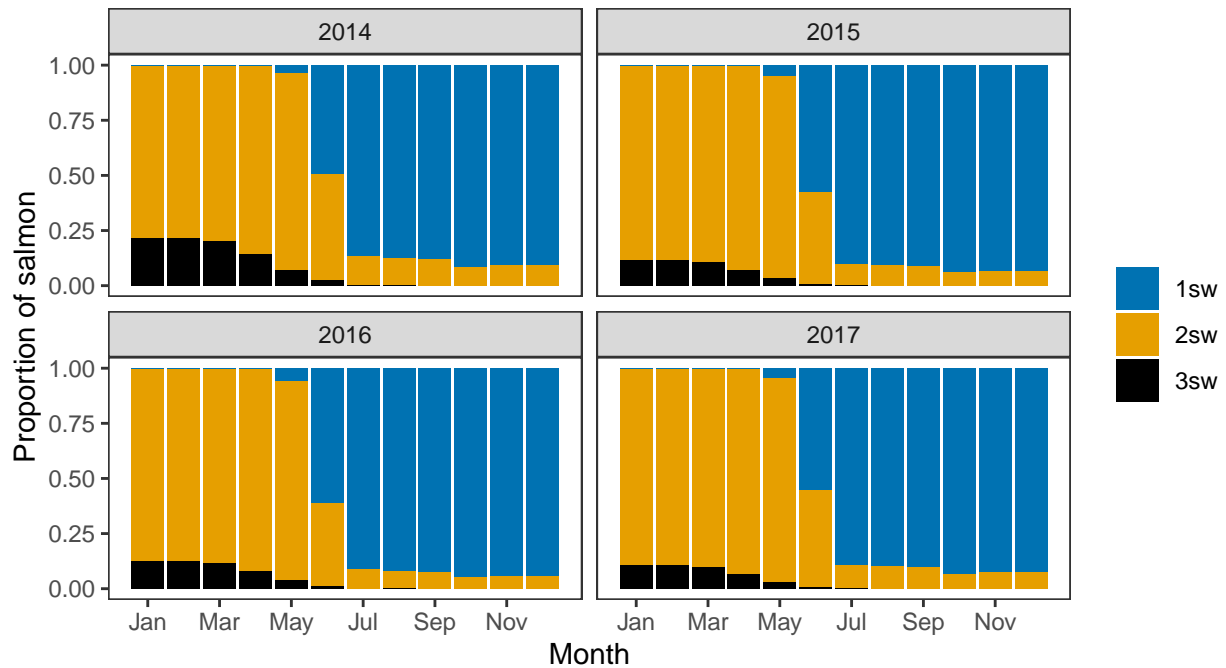 2014
2015
1.00
0.75
0.50
0.25
0.00
2016
2017
1.00
0.75
0.50
0.25
0.00
Jan Mar May Jul Sep Nov
Jan Mar May Jul Sep Nov
Month
Proportion of salmon
1sw
2sw
3sw